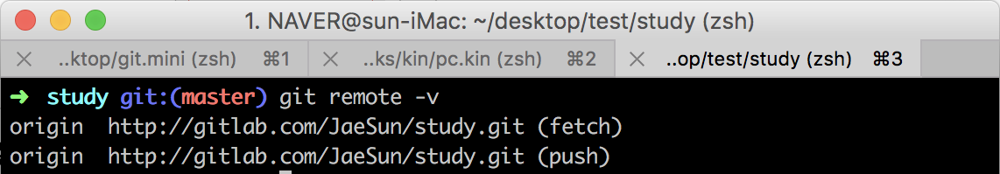 1. NAVER@sun-iMac: ~/desktop/test/study (zsh)
..ktop/git.mini (zsh) ⌘1 ..ks/kin/pc.kin (zsh) ⌘2 ..op/test/study (zsh) ⌘3
➜ study git:(master) git remote -v
origin http://gitlab.com/JaeSun/study.git (fetch)
origin http://gitlab.com/JaeSun/study.git (push)